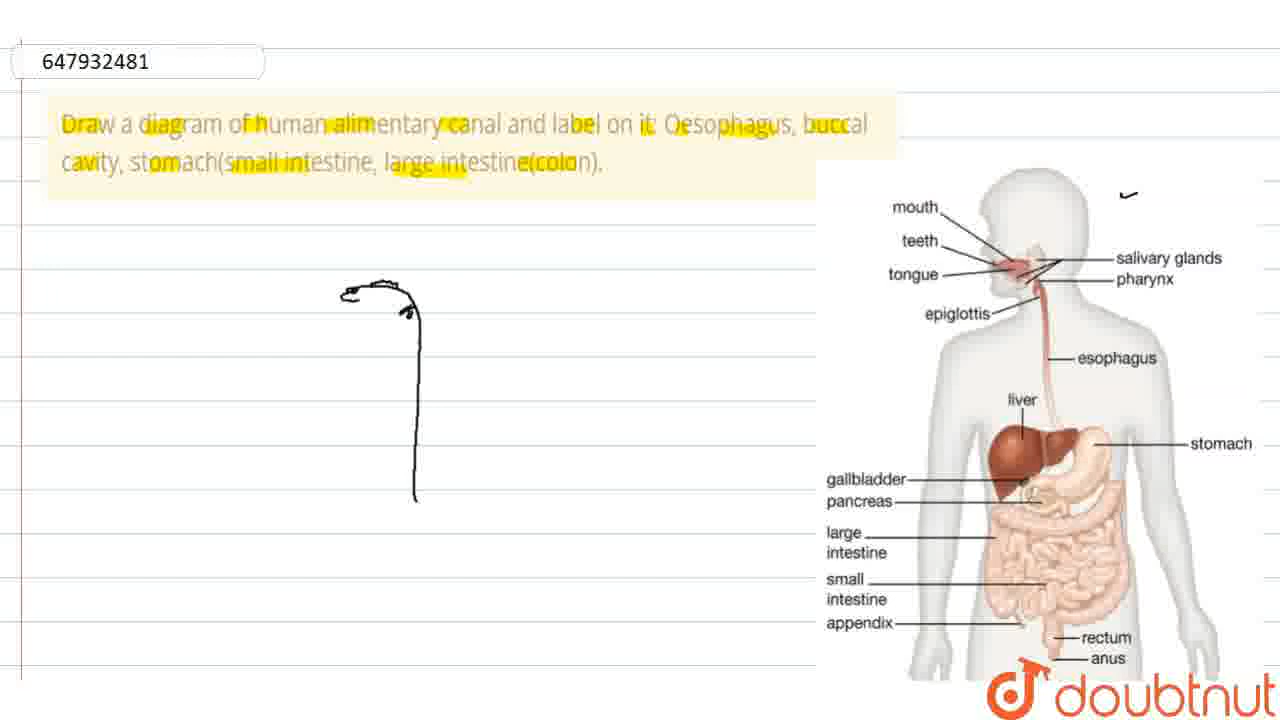 647932481
Draw a diagram of human alimentary canal and label on it: Oesophagus, buccal
cavity, stomach(small intestine, large intestine(colon).
mouth
teeth
tongue
epiglottis
salivary glands
pharynx
esophagus
liver
stomach
gallbladder
pancreas
large
intestine
small
intestine
appendix
rectum
anus
doubtnut